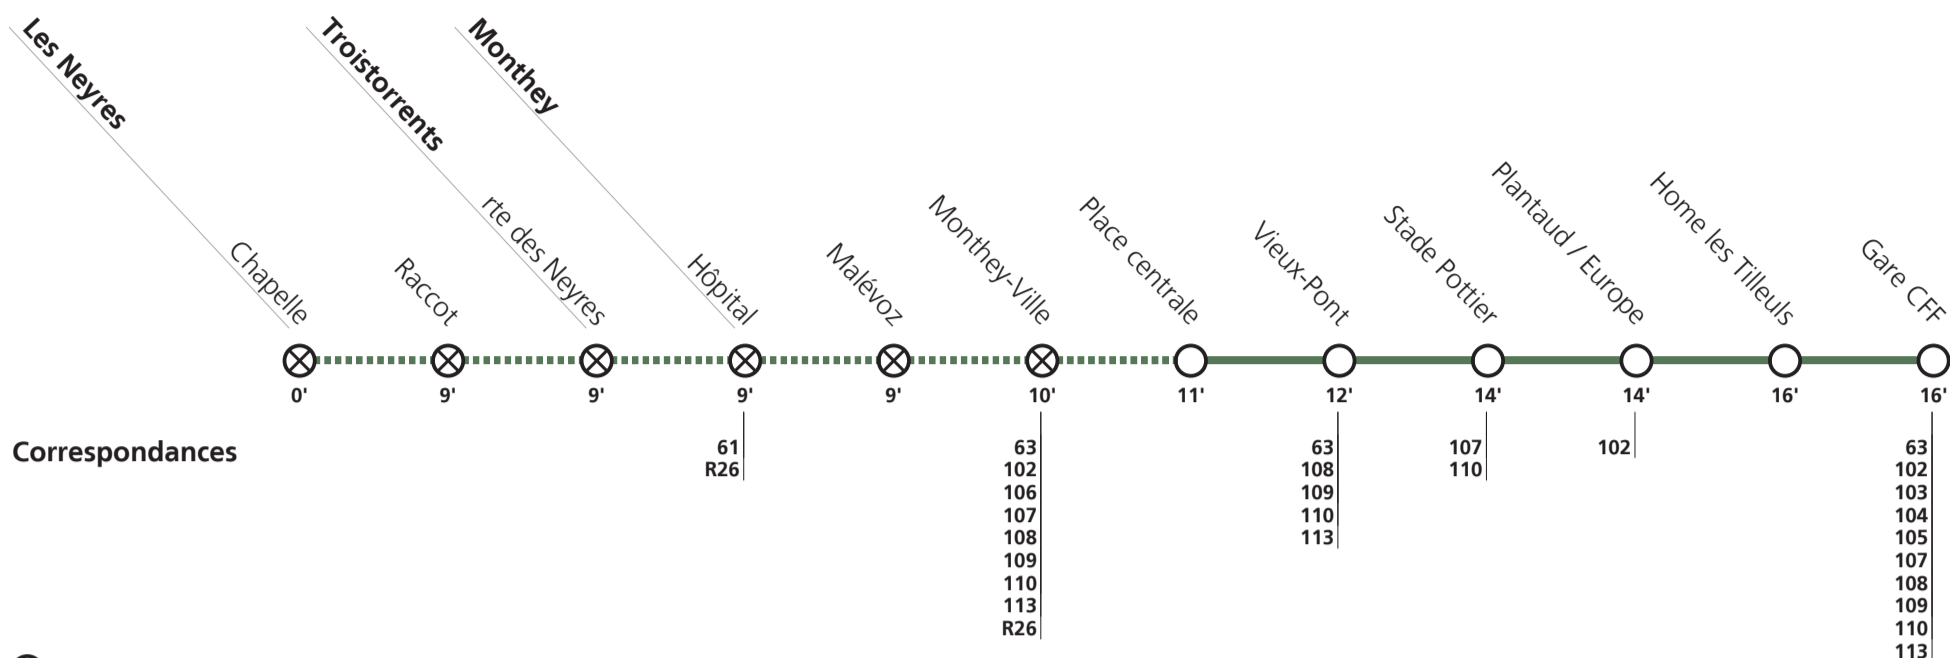 Les Neyres
Troistorrents
Monthey
Chapelle
Raccot
rte des Neyres
Hôpital
Malévoz
Monthey-Ville
Place centrale
Vieux-Pont
Stade Pottier
Plantaud / Europe
Home les Tilleuls
Gare CFF
0' 9' 9' 9' 9' 10' 11' 12' 14' 14' 16' 16'
Correspondances
61
R26
63
102
106
107
108
109
110
113
R26
63
108
109
110
113
107
110
102
63
102
103
104
105
107
108
109
110
113